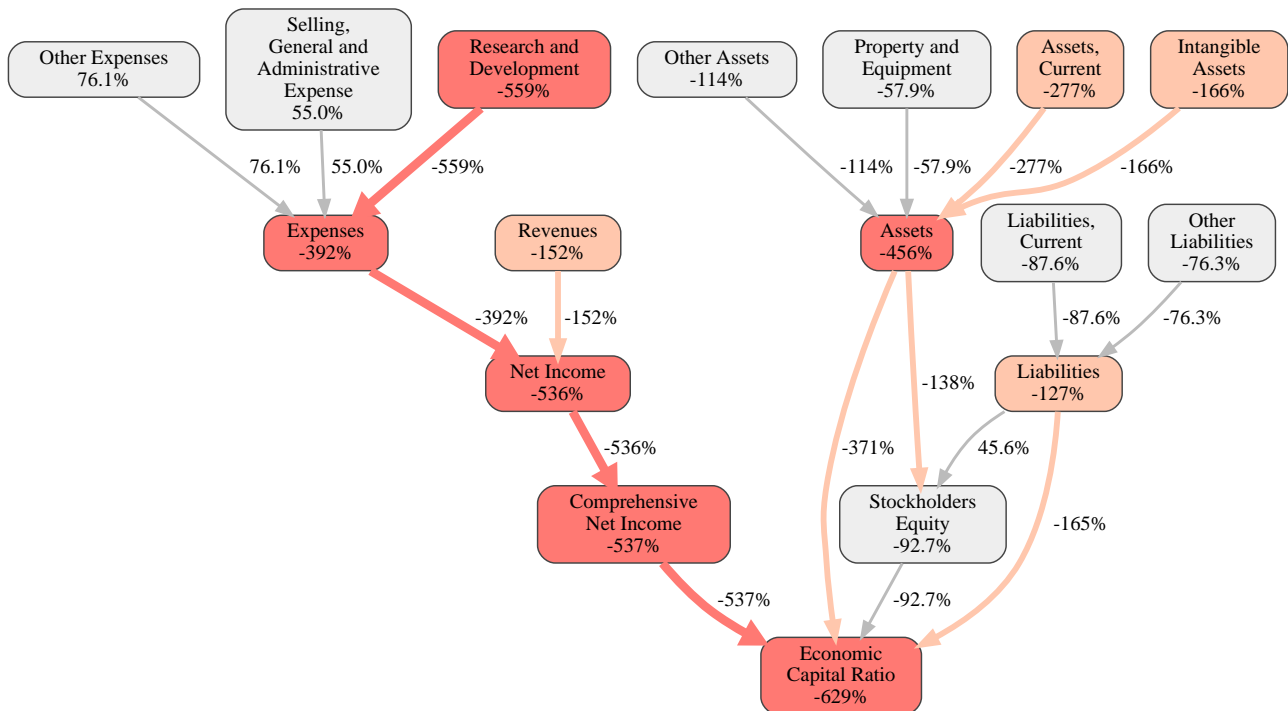 Other Expenses
76.1%
Selling,
General and
Administrative
Expense
55.0%
Research and
Development
-559%
Other Assets
-114%
Property and
Equipment
-57.9%
Assets,
Current
-277%
Intangible
Assets
-166%
76.1%
55.0%
-559%
-114%
-57.9%
-277%
-166%
Expenses
-392%
Revenues
-152%
Assets
-456%
Liabilities,
Current
-87.6%
Other
Liabilities
-76.3%
-392%
-152%
-87.6%
-76.3%
Net Income
-536%
-138%
Liabilities
-127%
-536%
-371%
45.6%
Comprehensive
Net Income
-537%
Stockholders
Equity
-92.7%
-165%
-537%
-92.7%
Economic
Capital Ratio
-629%